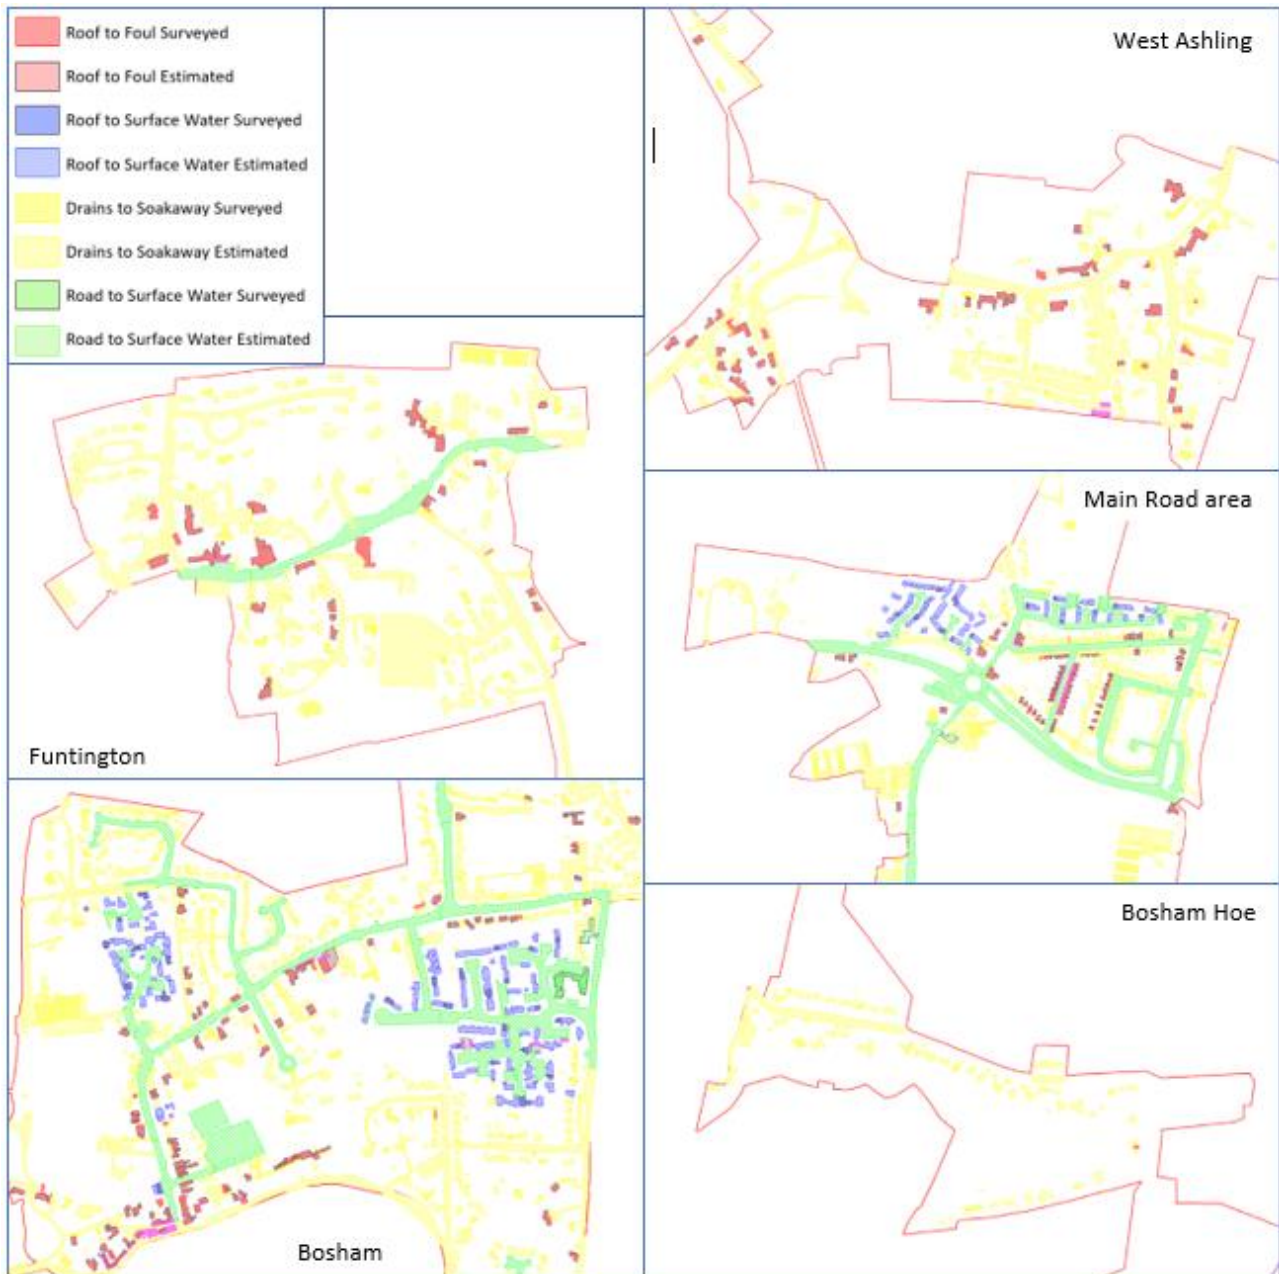 Roof to Foul Surveyed
Roof to Foul Estimated
Roof to Surface Water Surveyed
Roof to Surface Water Estimated
Drains to Soakaway Surveyed
Drains to Soakaway Estimated
Road to Surface Water Surveyed
Road to Surface Water Estimated
West Ashling
Funtington
Main Road area
Bosham
Bosham Hoe